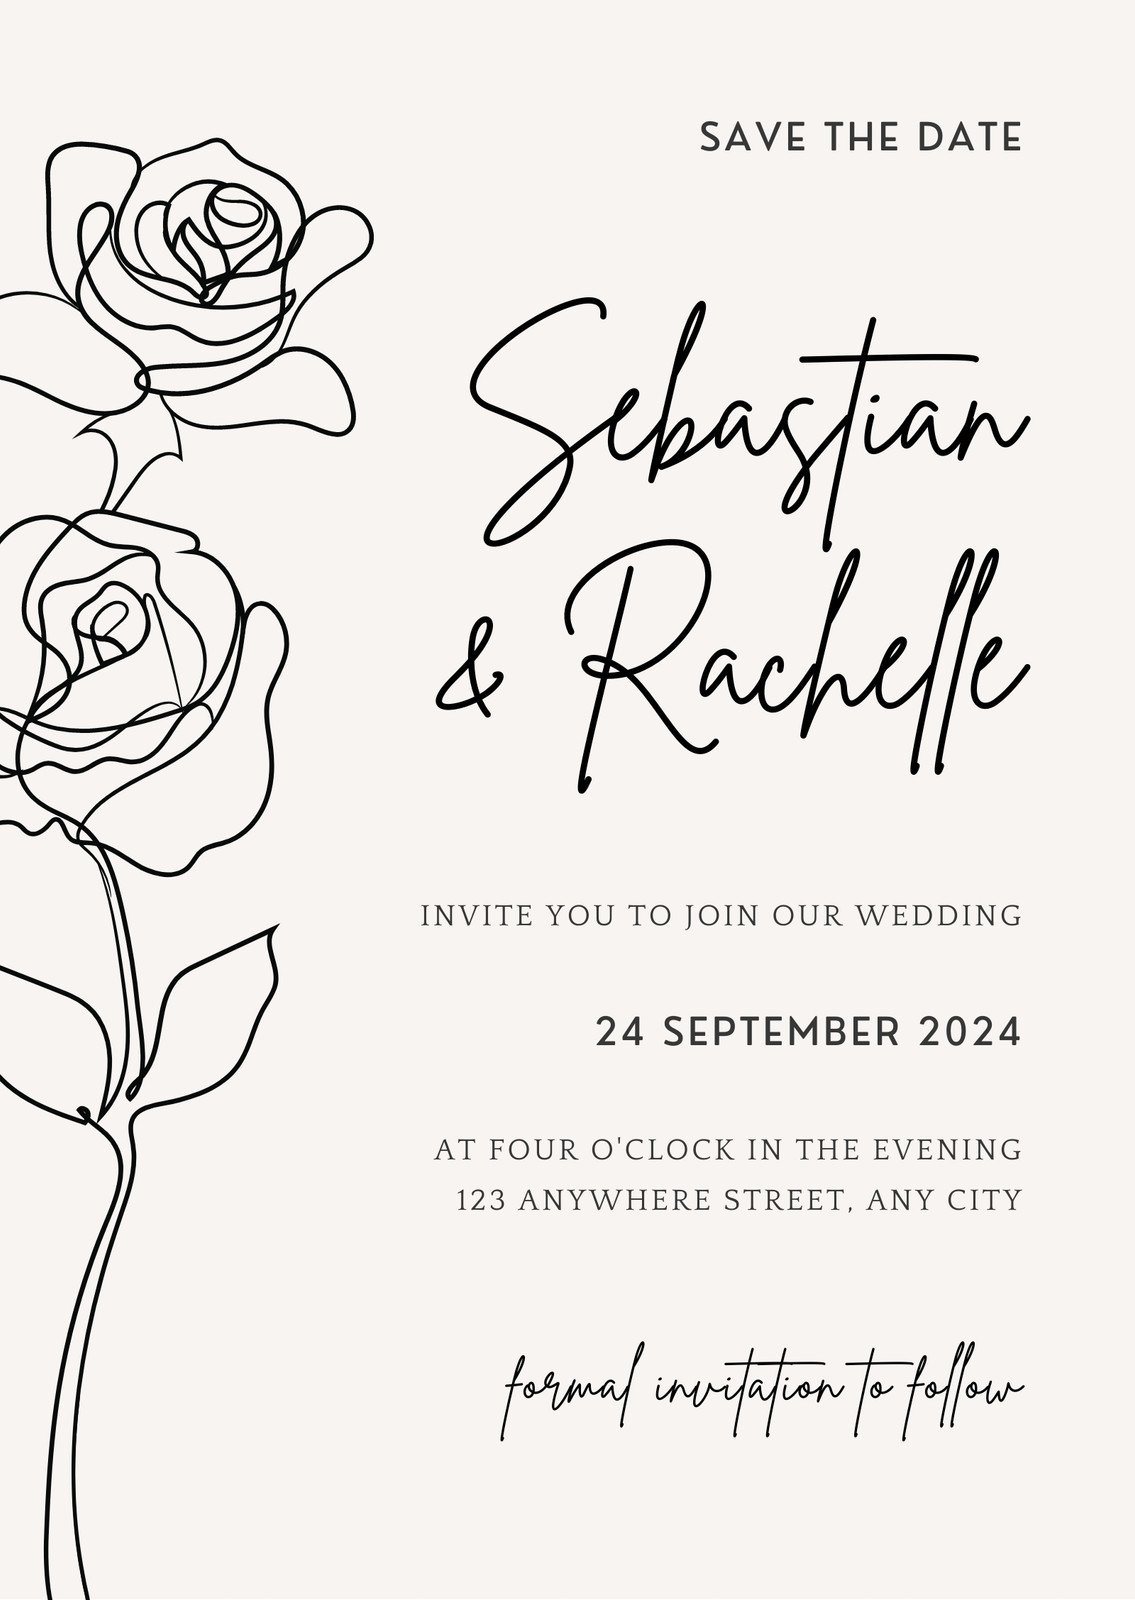 SAVE THE DATE
Sebastian
& Rachelle
INVITE YOU TO JOIN OUR WEDDING
24 SEPTEMBER 2024
AT FOUR O'CLOCK IN THE EVENING
123 ANYWHERE STREET, ANY CITY
formal invitation to follow